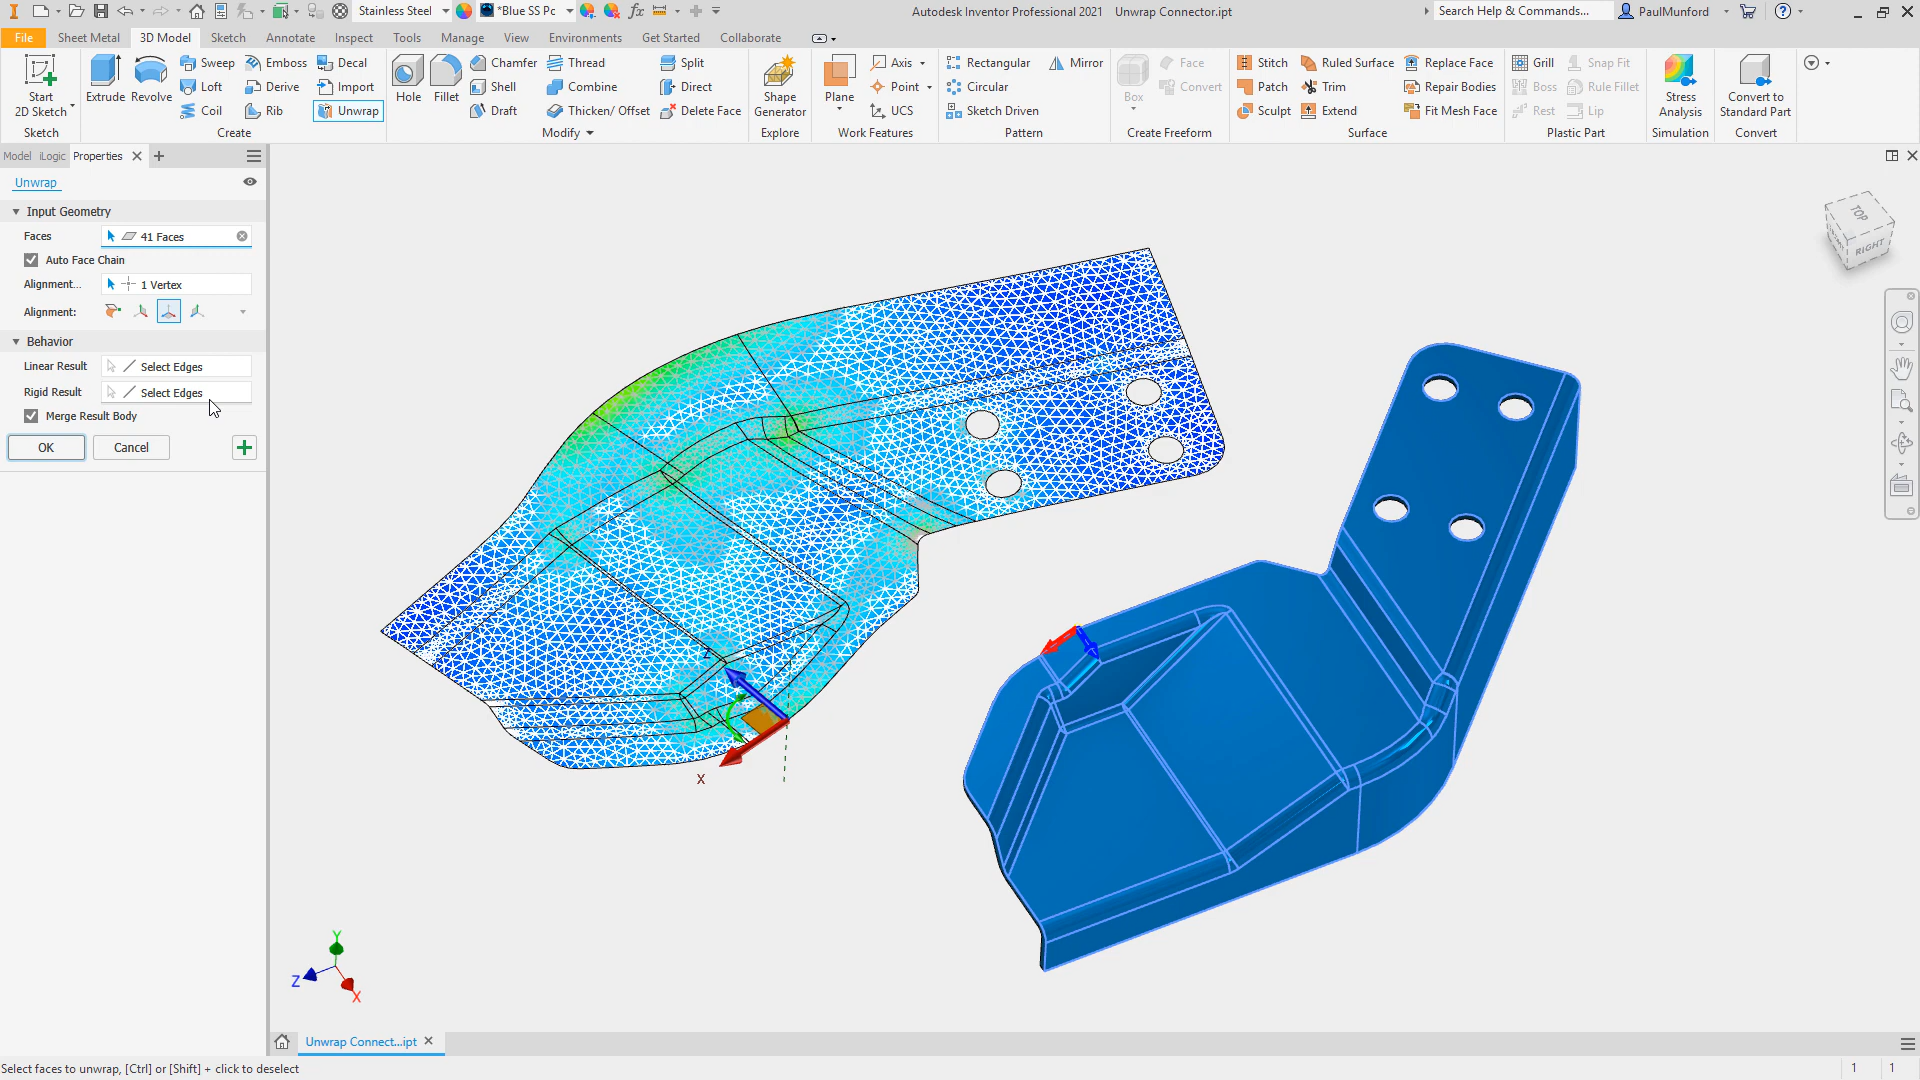 Stainless Steel
*Blue SS Pc
Autodesk Inventor Professional 2021 Unwrap Connector.ipt
Search Help & Commands...
PaulMunford
File Sheet Metal 3D Model Sketch Annotate Inspect Tools Manage View Environments Get Started Collaborate
Start
2D Sketch
Sketch
Extrude Revolve
Sweep Emboss Decal
Loft Derive Import
Coil Rib Unwrap
Create
Hole Fillet
Chamfer Thread Split
Shell Combine Direct
Draft Thicken/ Offset Delete Face
Modify
Shape
Generator
Explore
Plane
Axis
Point
UCS
Work Features
Rectangular Mirror
Circular
Sketch Driven
Pattern
Box
Face
Convert
Create Freeform
Stitch Ruled Surface Replace Face
Patch Trim Repair Bodies
Sculpt Extend Fit Mesh Face
Surface
Grill Snap Fit
Boss Rule Fillet
Rest Lip
Plastic Part
Stress
Analysis
Simulation
Convert to
Standard Part
Convert
Model iLogic Properties
Unwrap
Input Geometry
Faces 41 Faces
Auto Face Chain
Alignment... 1 Vertex
Alignment:
Behavior
Linear Result Select Edges
Rigid Result Select Edges
Merge Result Body
OK Cancel
TOP
RIGHT
Z
X
Y
Z
X
Unwrap Connect...ipt
Select faces to unwrap, [Ctrl] or [Shift] + click to deselect
1 1